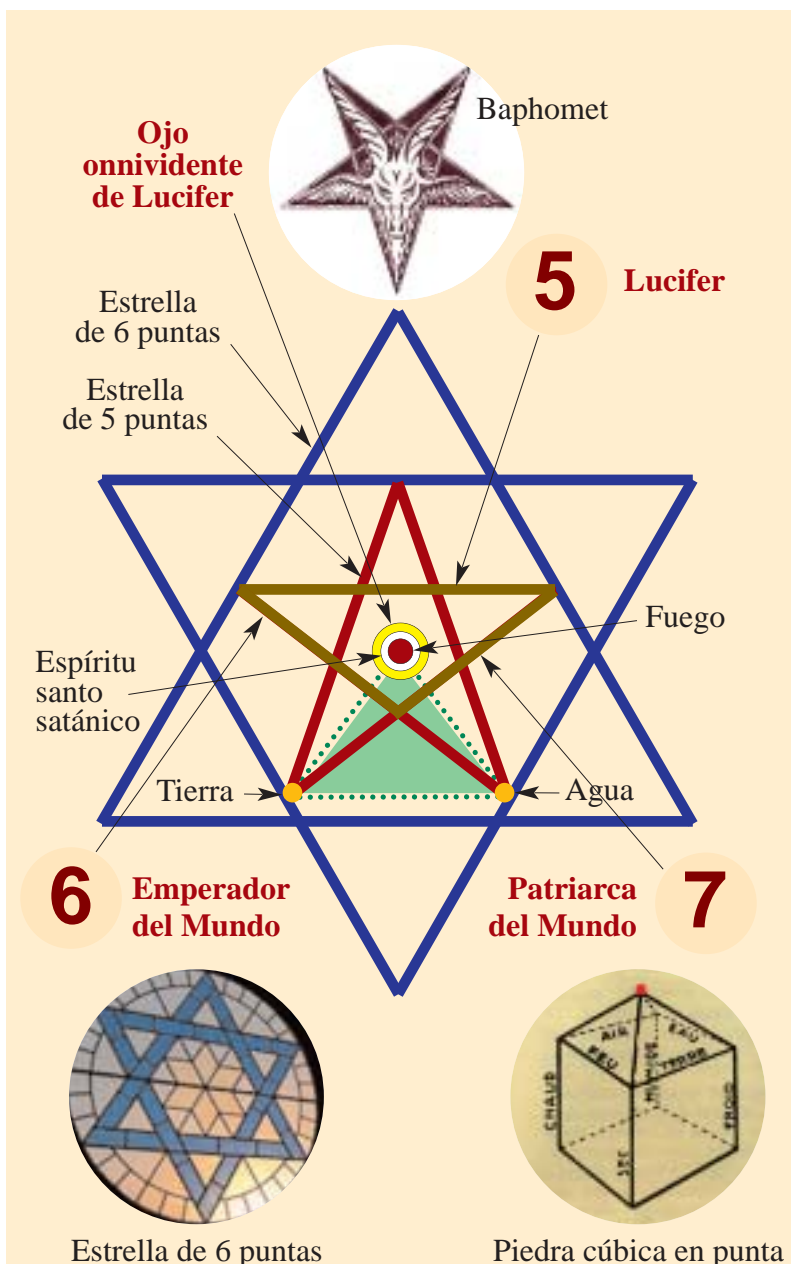 Baphomet
Ojo
onnividente
de Lucifer
5
Lucifer
Estrella
de 6 puntas
Estrella
de 5 puntas
Fuego
Espíritu
santo
satánico
Tierra
Agua
6
Emperador
del Mundo
Patriarca
del Mundo
7
AIR
EAU
FEU
TERRE
CHAUD
HUMIDE
FROID
SEC
Estrella de 6 puntas
Piedra cúbica en punta